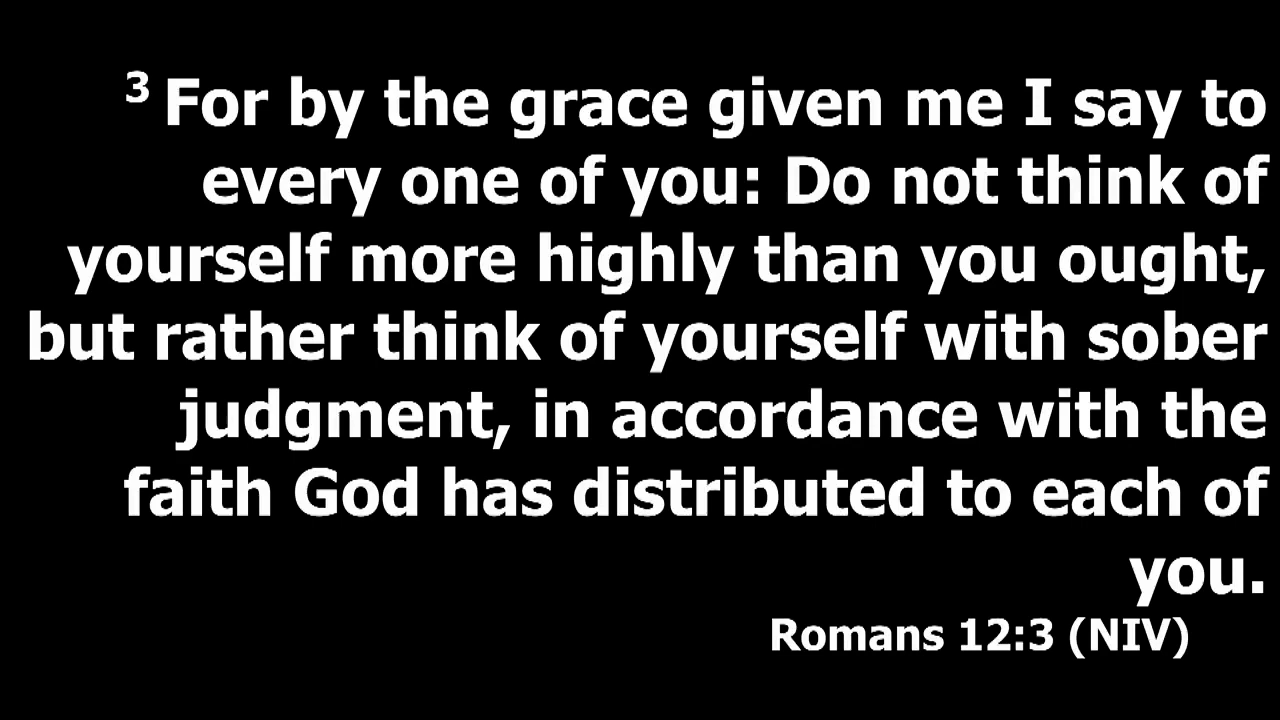 3 For by the grace given me I say to
every one of you: Do not think of
yourself more highly than you ought,
but rather think of yourself with sober
judgment, in accordance with the
faith God has distributed to each of
you.
Romans 12:3 (NIV)